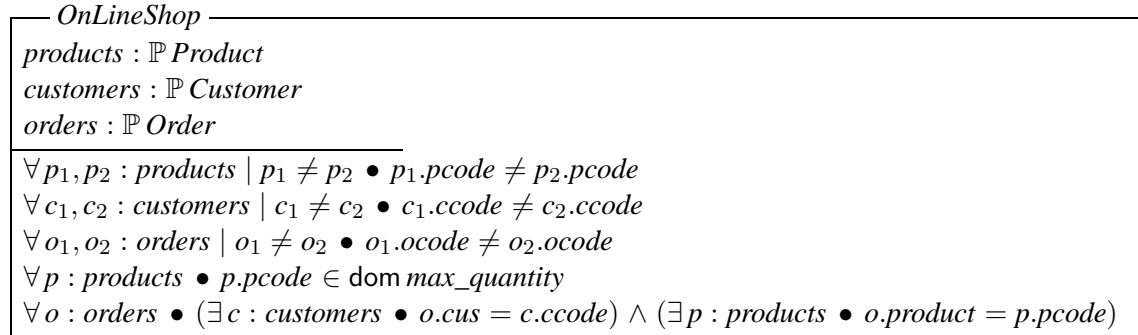 OnLineShop
products : ℙ Product
customers : ℙ Customer
orders : ℙ Order
∀ p₁, p₂ : products | p₁ ≠ p₂ • p₁.pcode ≠ p₂.pcode
∀ c₁, c₂ : customers | c₁ ≠ c₂ • c₁.ccode ≠ c₂.ccode
∀ o₁, o₂ : orders | o₁ ≠ o₂ • o₁.ocode ≠ o₂.ocode
∀ p : products • p.pcode ∈ dom max_quantity
∀ o : orders • (∃ c : customers • o.cus = c.ccode) ∧ (∃ p : products • o.product = p.pcode)